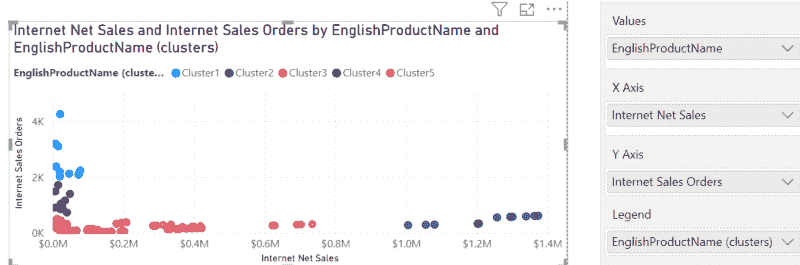 Internet Net Sales and Internet Sales Orders by EnglishProductName and
EnglishProductName (clusters)
EnglishProductName (cluste... Cluster1 Cluster2 Cluster3 Cluster4 Cluster5
Internet Sales Orders
4K
2K
0K
$0.0M $0.2M $0.4M $0.6M $0.8M $1.0M $1.2M $1.4M
Internet Net Sales
Values
EnglishProductName
X Axis
Internet Net Sales
Y Axis
Internet Sales Orders
Legend
EnglishProductName (clusters)